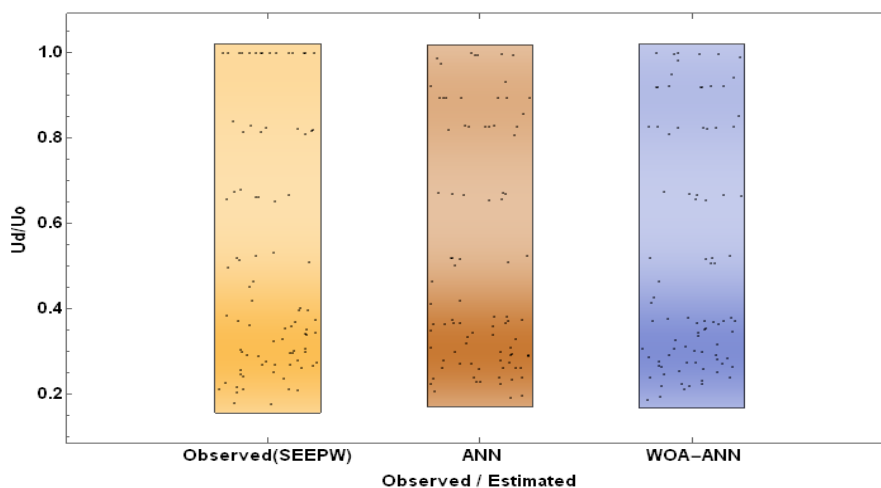 1.0
0.8
0.6
0.4
0.2
Ud/Uo
Observed(SEEPW) ANN WOA-ANN
Observed / Estimated